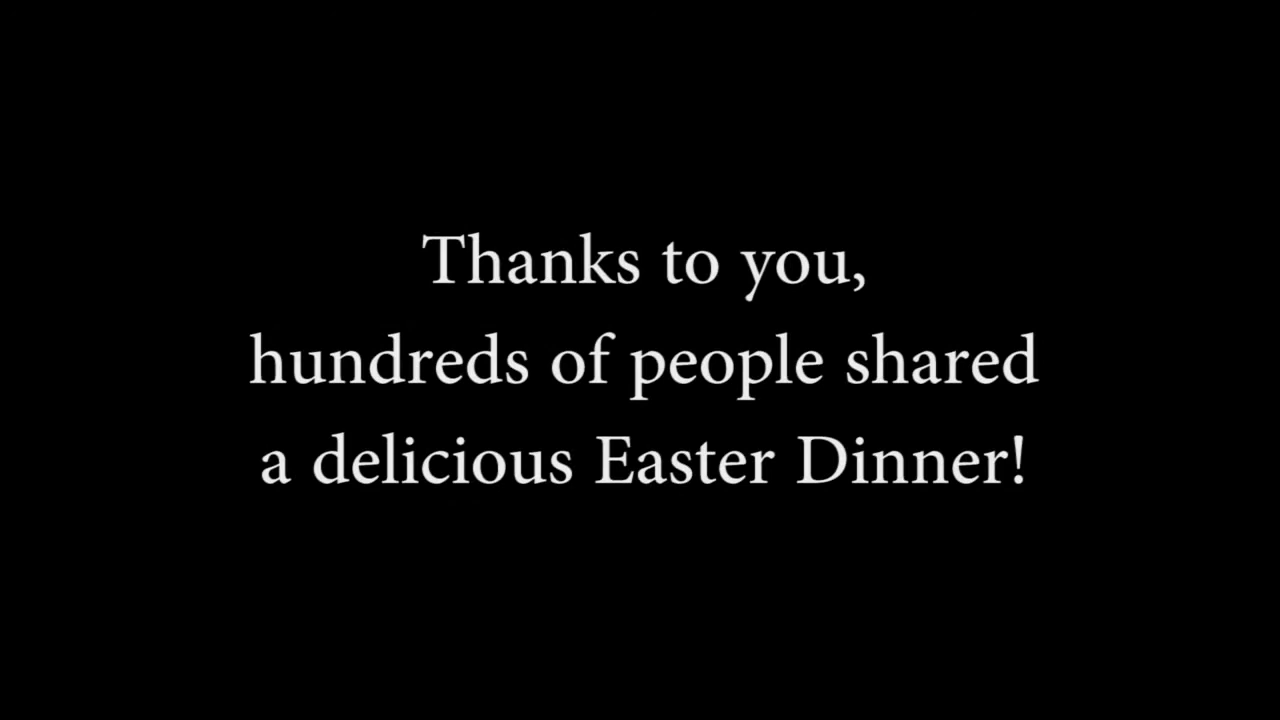 Thanks to you,
hundreds of people shared
a delicious Easter Dinner!